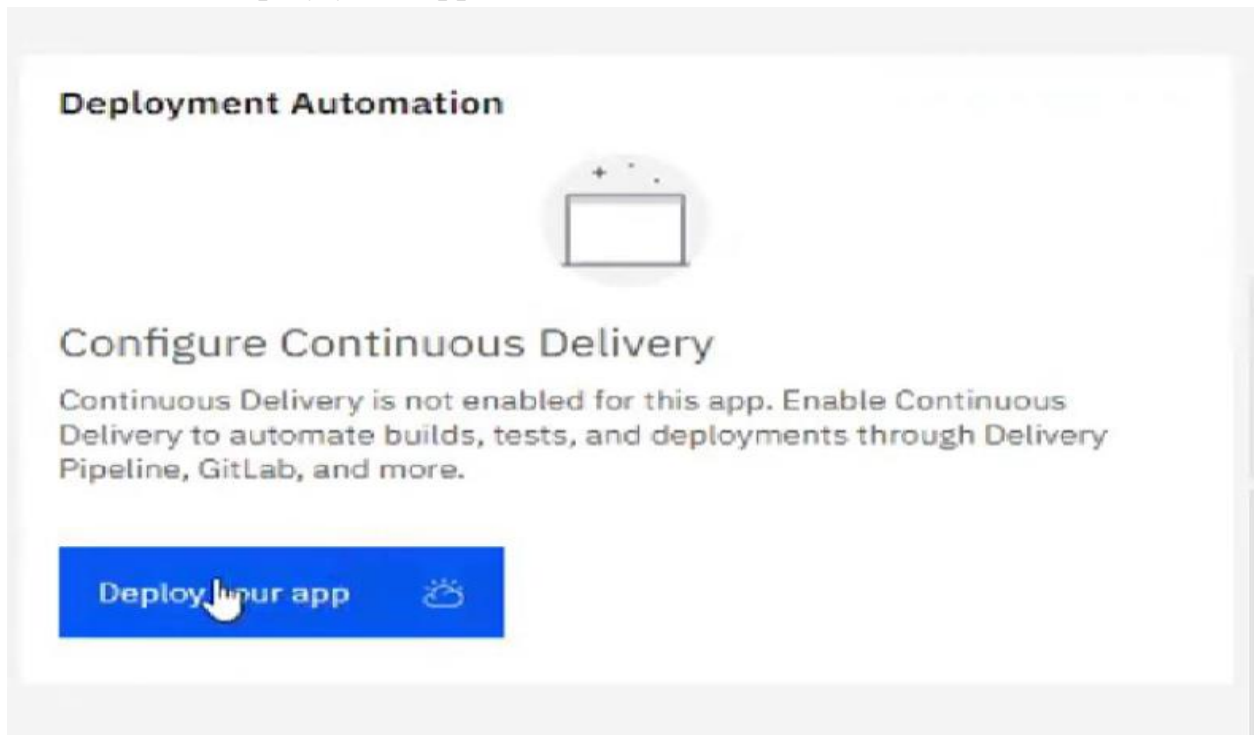 Deployment Automation
Configure Continuous Delivery
Continuous Delivery is not enabled for this app. Enable Continuous
Delivery to automate builds, tests, and deployments through Delivery
Pipeline, GitLab, and more.
Deploy your app